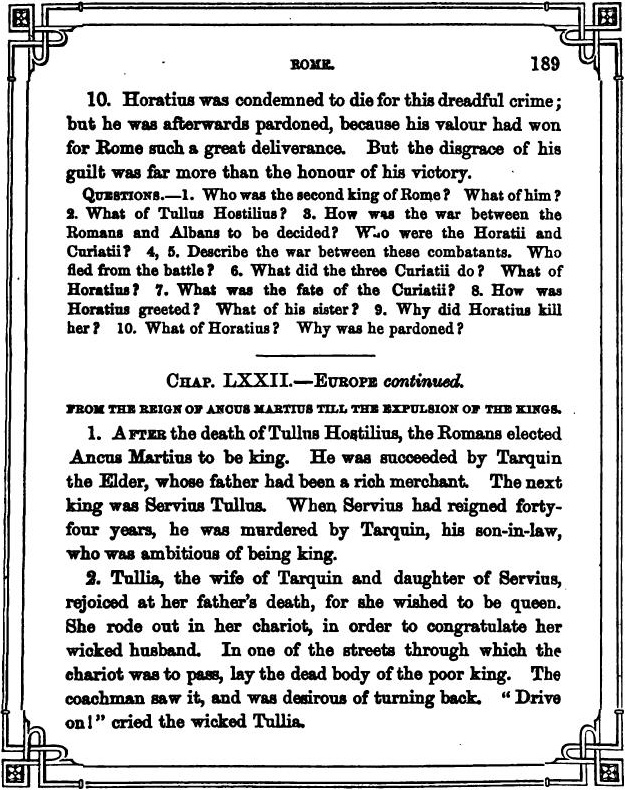 ROME. 189
10. Horatius was condemned to die for this dreadful crime;
but he was afterwards pardoned, because his valour had won
for Rome such a great deliverance. But the disgrace of his
guilt was far more than the honour of his victory.
QUESTIONS.—1. Who was the second king of Rome? What of him?
2. What of Tullus Hostilius? 3. How was the war between the
Romans and Albans to be decided? Who were the Horatii and
Curiatii? 4, 5. Describe the war between these combatants. Who
fled from the battle? 6. What did the three Curiatii do? What of
Horatius? 7. What was the fate of the Curiatii? 8. How was
Horatius greeted? What of his sister? 9. Why did Horatius kill
her? 10. What of Horatius? Why was he pardoned?
CHAP. LXXII.—EUROPE continued.
FROM THE REIGN OF ANCUS MARTIUS TILL THE EXPULSION OF THE KINGS.
1. AFTER the death of Tullus Hostilius, the Romans elected
Ancus Martius to be king. He was succeeded by Tarquin
the Elder, whose father had been a rich merchant. The next
king was Servius Tullus. When Servius had reigned forty-
four years, he was murdered by Tarquin, his son-in-law,
who was ambitious of being king.
2. Tullia, the wife of Tarquin and daughter of Servius,
rejoiced at her father's death, for she wished to be queen.
She rode out in her chariot, in order to congratulate her
wicked husband. In one of the streets through which the
chariot was to pass, lay the dead body of the poor king. The
coachman saw it, and was desirous of turning back. "Drive
on!" cried the wicked Tullia.